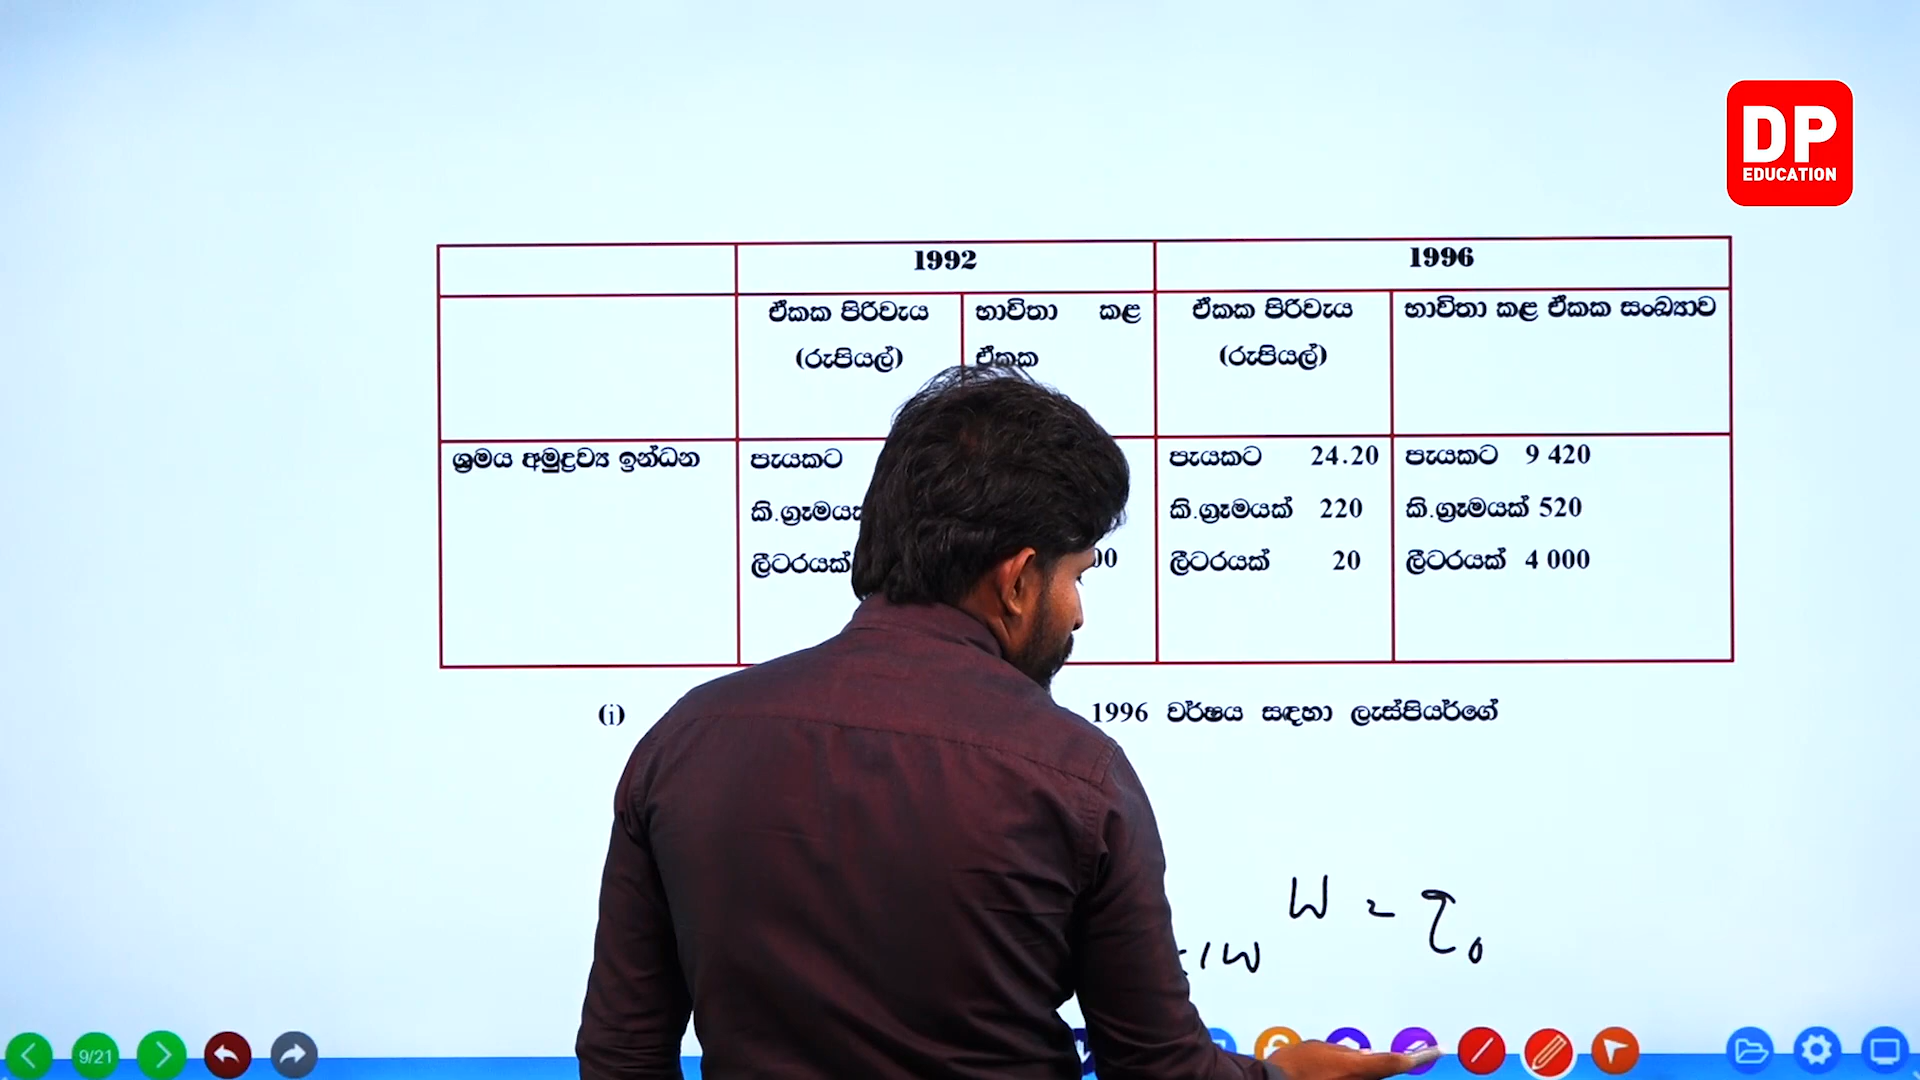 DP
EDUCATION
1992 1996
ඒකක පිරිවැය භාවිතා කළ ඒකක පිරිවැය භාවිතා කළ ඒකක සංඛ්‍යාව
(රුපියල්) ඒකක (රුපියල්)
ශ්‍රමය අමුද්‍රව්‍ය ඉන්ධන පැයකට පැයකට 24.20 පැයකට 9 420
කි.ග්‍රෑමයක් 220 කි.ග්‍රෑමයක් 520
ලීටරයක් ලීටරයක් 20 ලීටරයක් 4 000
(i) 1996 වර්ෂය සඳහා ලැස්පියර්ගේ
W = q0
9/21